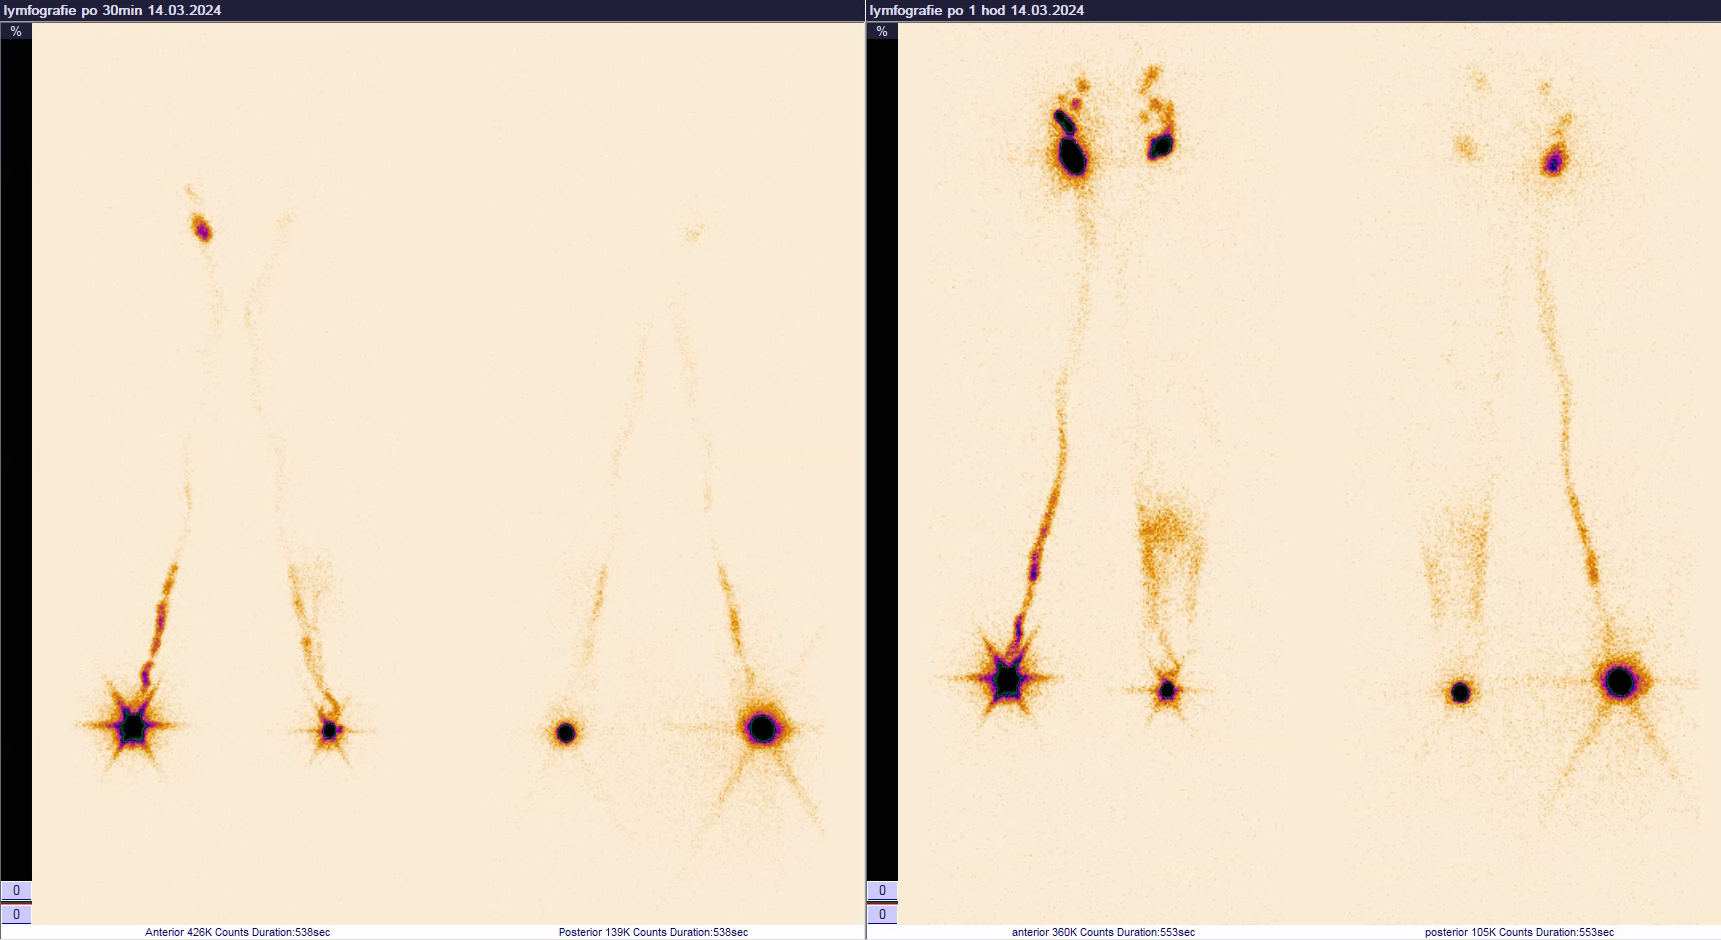 lymfografie po 30min 14.03.2024
%
0
0
Anterior 426K Counts Duration:538sec
Posterior 139K Counts Duration:538sec
lymfografie po 1 hod 14.03.2024
%
0
0
anterior 360K Counts Duration:553sec
posterior 105K Counts Duration:553sec